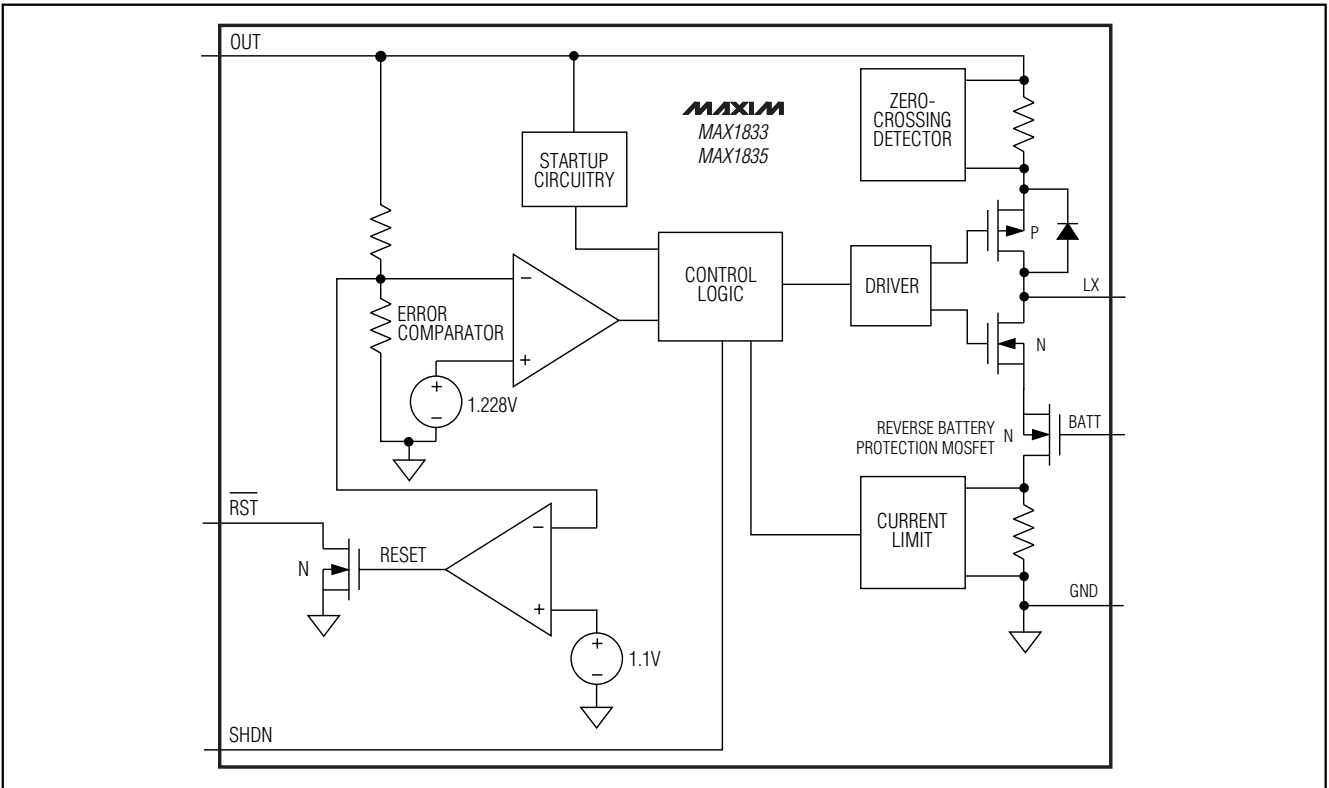 OUT
ZERO-
CROSSING
DETECTOR
MAXIM
MAX1833
MAX1835
STARTUP
CIRCUITRY
P
CONTROL
LOGIC
DRIVER
LX
−
ERROR
COMPARATOR
N
+
+
−
1.228V
REVERSE BATTERY
PROTECTION MOSFET
N
BATT
RST
CURRENT
LIMIT
−
RESET
N
GND
+
+
−
1.1V
SHDN